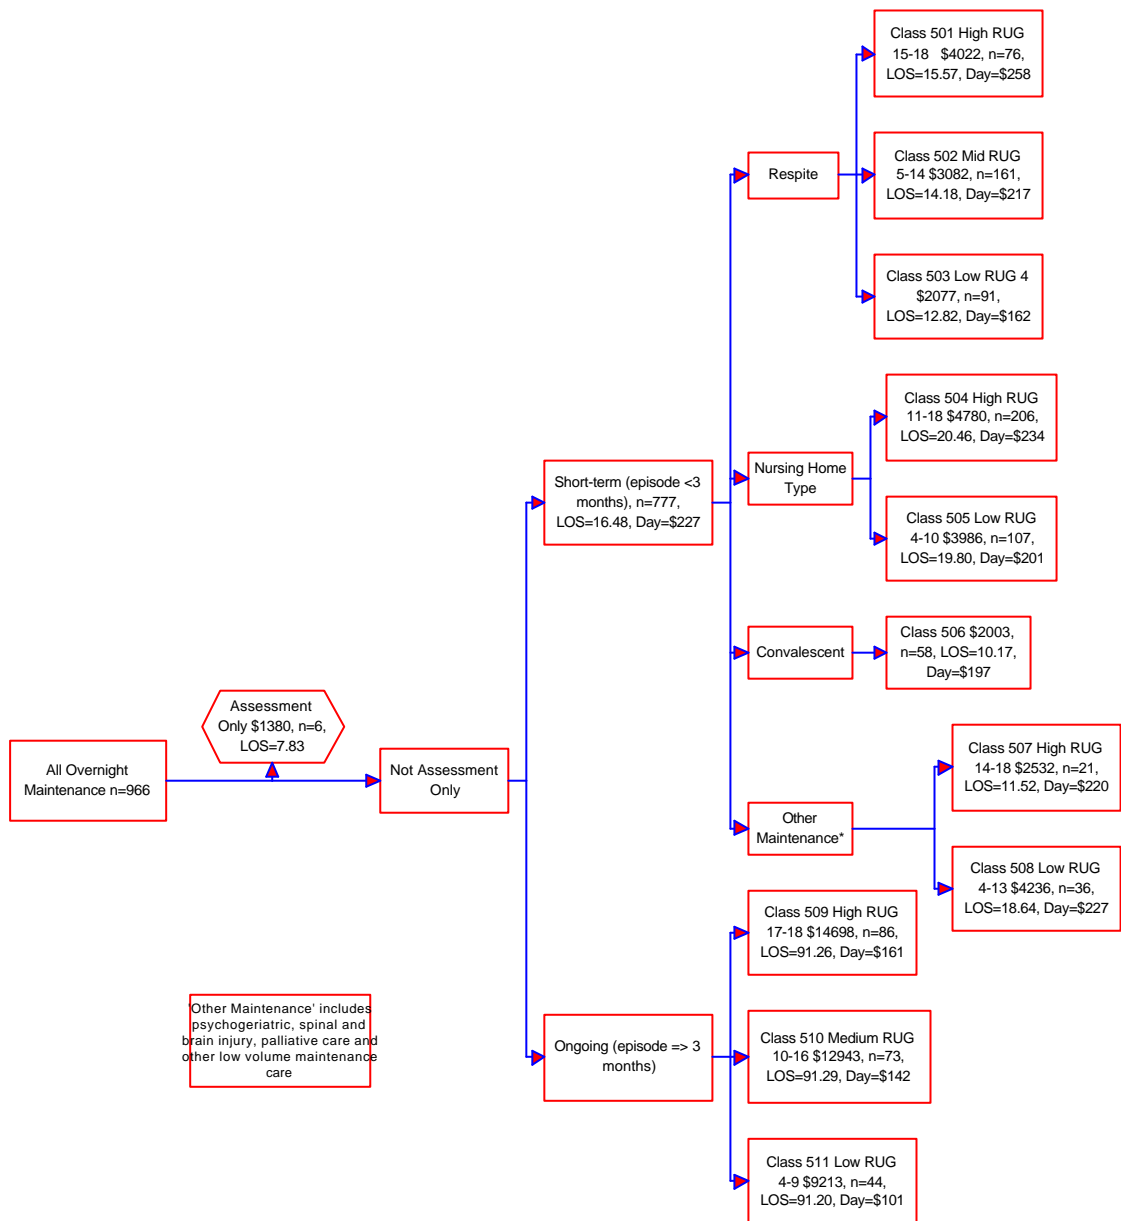 Class 501 High RUG
15-18 $4022, n=76,
LOS=15.57, Day=$258
Class 502 Mid RUG
5-14 $3082, n=161,
LOS=14.18, Day=$217
Respite
Class 503 Low RUG 4
$2077, n=91,
LOS=12.82, Day=$162
Class 504 High RUG
11-18 $4780, n=206,
LOS=20.46, Day=$234
Short-term (episode <3
months), n=777,
LOS=16.48, Day=$227
Nursing Home
Type
Class 505 Low RUG
4-10 $3986, n=107,
LOS=19.80, Day=$201
Convalescent
Class 506 $2003,
n=58, LOS=10.17,
Day=$197
Assessment
Only $1380, n=6,
LOS=7.83
All Overnight
Maintenance n=966
Not Assessment
Only
Class 507 High RUG
14-18 $2532, n=21,
LOS=11.52, Day=$220
Other
Maintenance*
Class 508 Low RUG
4-13 $4236, n=36,
LOS=18.64, Day=$227
Class 509 High RUG
17-18 $14698, n=86,
LOS=91.26, Day=$161
'Other Maintenance' includes
psychogeriatric, spinal and
brain injury, palliative care and
other low volume maintenance
care
Ongoing (episode => 3
months)
Class 510 Medium RUG
10-16 $12943, n=73,
LOS=91.29, Day=$142
Class 511 Low RUG
4-9 $9213, n=44,
LOS=91.20, Day=$101